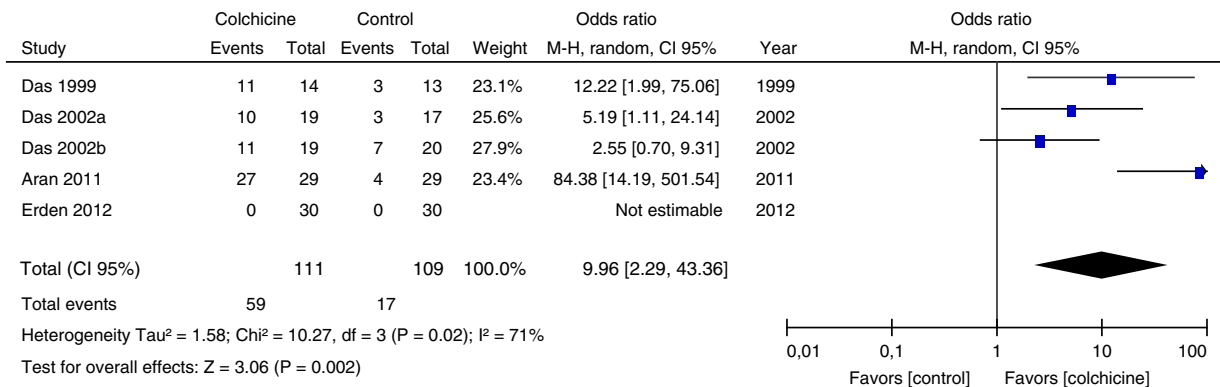 Colchicine Control Odds ratio Odds ratio
Study Events Total Events Total Weight M-H, random, CI 95% Year M-H, random, CI 95%
Das 1999 11 14 3 13 23.1% 12.22 [1.99, 75.06] 1999
Das 2002a 10 19 3 17 25.6% 5.19 [1.11, 24.14] 2002
Das 2002b 11 19 7 20 27.9% 2.55 [0.70, 9.31] 2002
Aran 2011 27 29 4 29 23.4% 84.38 [14.19, 501.54] 2011
Erden 2012 0 30 0 30 Not estimable 2012
Total (CI 95%) 111 109 100.0% 9.96 [2.29, 43.36]
Total events 59 17
Heterogeneity Tau² = 1.58; Chi² = 10.27, df = 3 (P = 0.02); I² = 71%
Test for overall effects: Z = 3.06 (P = 0.002)
0,01 0,1 1 10 100
Favors [control] Favors [colchicine]